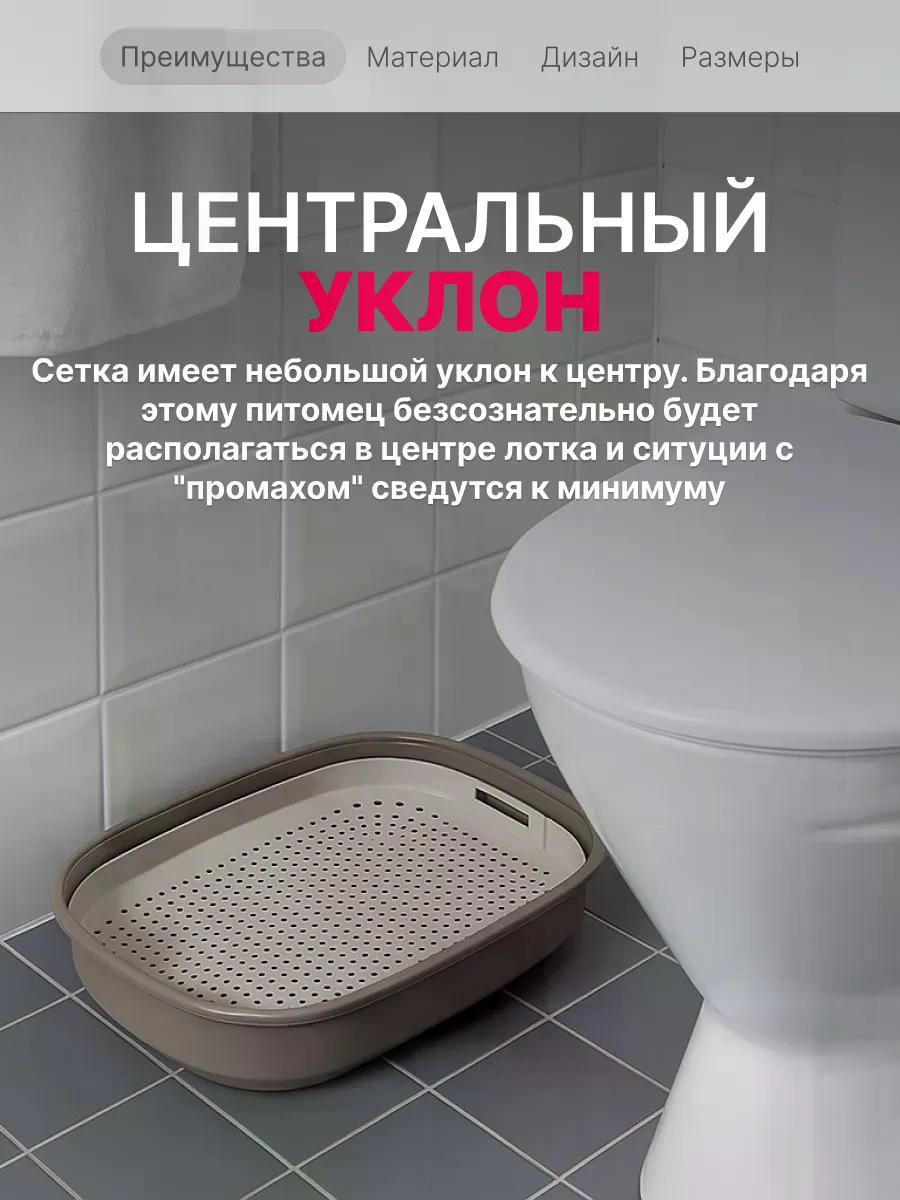 Преимущества Материал Дизайн Размеры
ЦЕНТРАЛЬНЫЙ
УКЛОН
Сетка имеет небольшой уклон к центру. Благодаря
этому питомец безсознательно будет
располагаться в центре лотка и ситуции с
"промахом" сведутся к минимуму